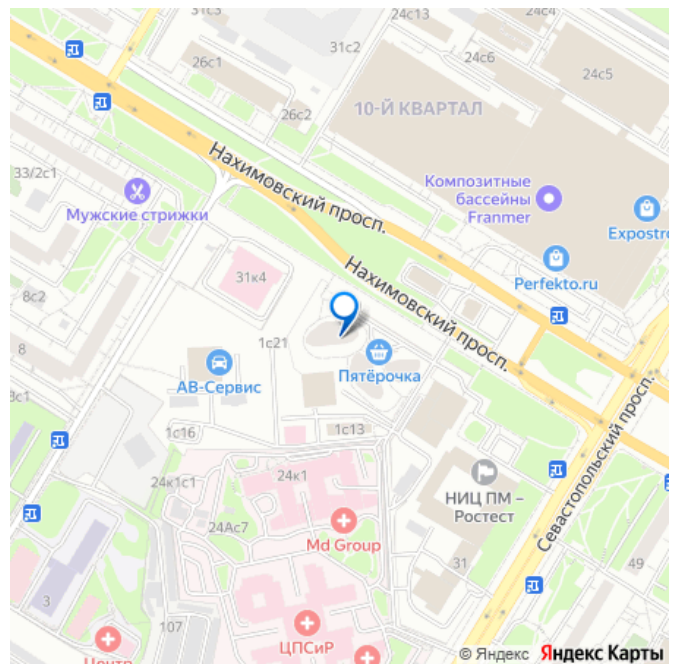 31с3
24с13
24с4
26с1
31с2
24с6
24с5
10-Й КВАРТАЛ
26с2
Нахимовский просп.
33/2с1
Мужские стрижки
Композитные
бассейны
Franmer
Expostro
Perfekto.ru
31к4
Нахимовский просп.
8с2
1с21
8
АВ-Сервис
Пятёрочка
8с1
1с16
1с13
Севастопольский просп.
24к1с1
24к1
НИЦ ПМ –
Ростест
24Ас7
Md Group
31
49
3
107
ЦПСиР
Центр
© Яндекс Яндекс Карты